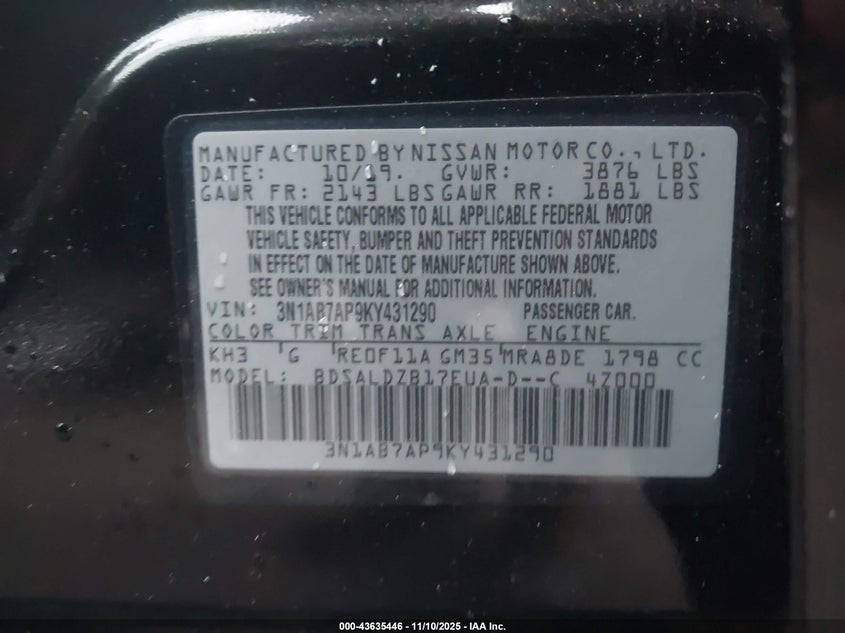 MANUFACTURED BY NISSAN MOTOR CO., LTD.
DATE: 10/19. GVWR: 3876 LBS
GAWR FR: 2143 LBS GAWR RR: 1881 LBS
THIS VEHICLE CONFORMS TO ALL APPLICABLE FEDERAL MOTOR
VEHICLE SAFETY, BUMPER AND THEFT PREVENTION STANDARDS
IN EFFECT ON THE DATE OF MANUFACTURE SHOWN ABOVE.
SEE OWNER'S MANUAL FOR ADDITIONAL INFORMATION
VIN: 3N1AB7AP9KY431290 PASSENGER CAR.
COLOR TRIM TRANS AXLE ENGINE
KH3 G RE0F11A GM35 MRA8DE 1798 CC
MODEL: BDSALDZB17EUA-D--C 4Z000
3N1AB7AP9KY431290
000-43635446 - 11/10/2025 - IAA Inc.